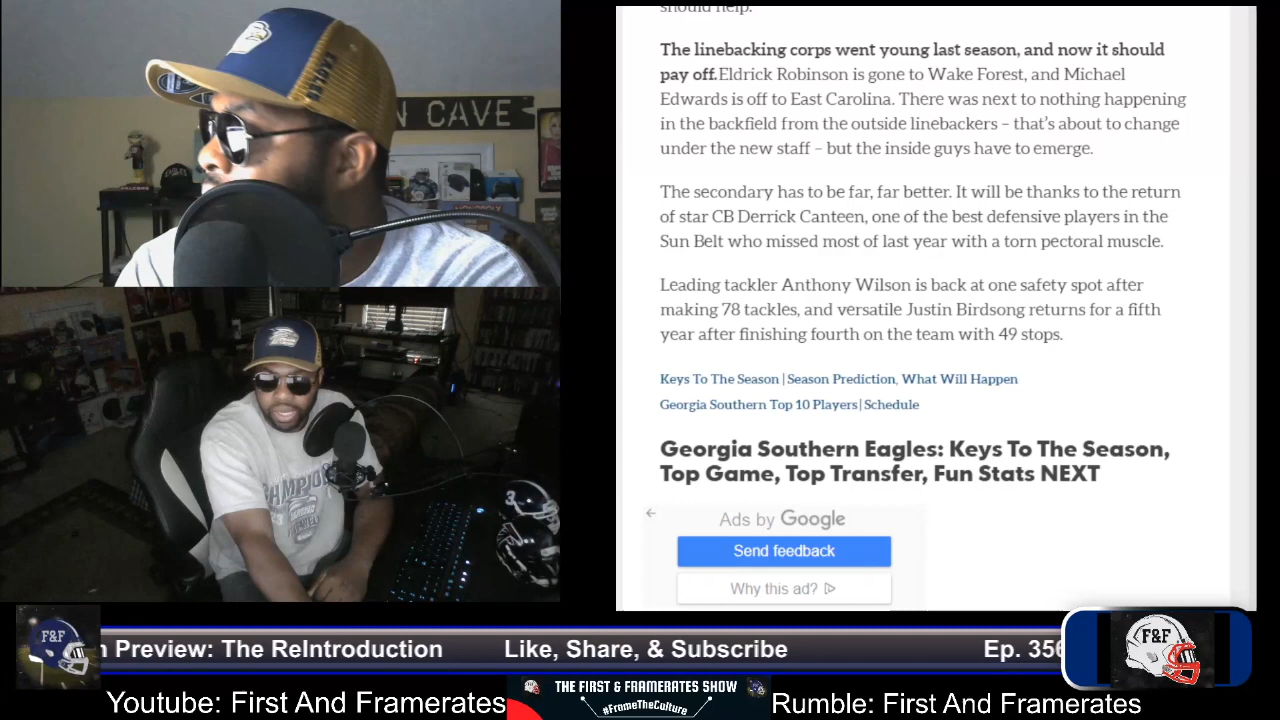 EAGLES
N CAVE
should help.
The linebacking corps went young last season, and now it should
pay off.Eldrick Robinson is gone to Wake Forest, and Michael
Edwards is off to East Carolina. There was next to nothing happening
in the backfield from the outside linebackers – that's about to change
under the new staff – but the inside guys have to emerge.
The secondary has to be far, far better. It will be thanks to the return
of star CB Derrick Canteen, one of the best defensive players in the
Sun Belt who missed most of last year with a torn pectoral muscle.
Leading tackler Anthony Wilson is back at one safety spot after
making 78 tackles, and versatile Justin Birdsong returns for a fifth
year after finishing fourth on the team with 49 stops.
Keys To The Season | Season Prediction, What Will Happen
Georgia Southern Top 10 Players | Schedule
Georgia Southern Eagles: Keys To The Season,
Top Game, Top Transfer, Fun Stats NEXT
Ads by Google
Send feedback
Why this ad?
F&F
n Preview: The ReIntroduction Like, Share, & Subscribe Ep. 356
F&F
Youtube: First And Framerates
THE FIRST & FRAMERATES SHOW
#FrameTheCulture
Rumble: First And Framerates